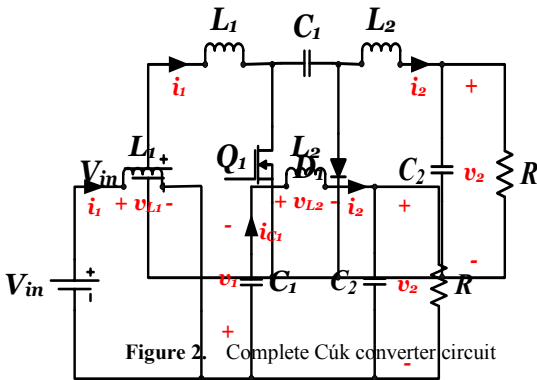 L₁ C₁ L₂
i₁ i₂ +
Vin L₁ + Q₁ L₂ D₁ C₂ v₂ R
i₁ + vL1 - + vL2 - i₂ +
- iC1 -
Vin + - v₁ C₁ C₂ v₂ R
+
Figure 2. Complete Cúk converter circuit
-